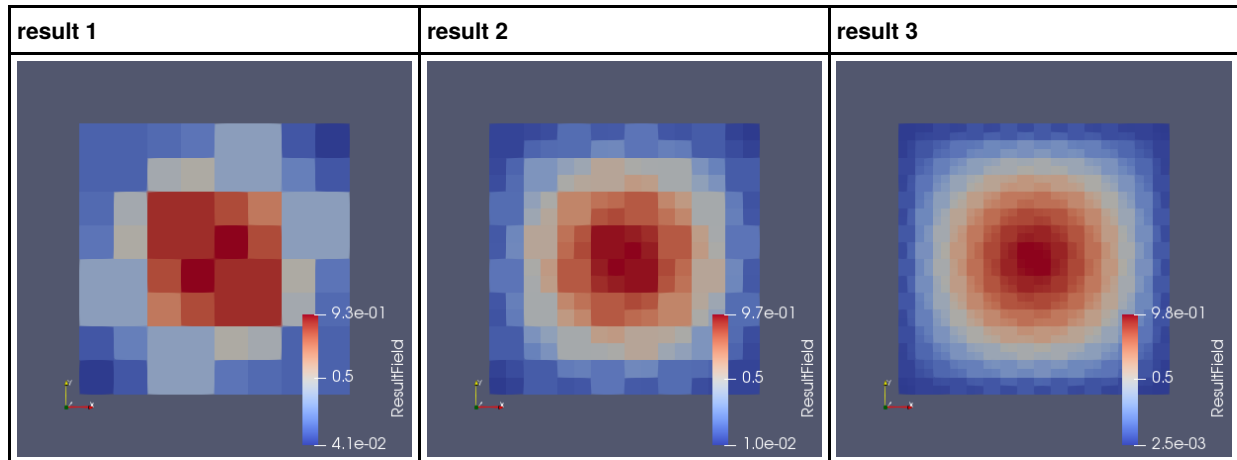 result 1
result 2
result 3
9.3e-01
0.5
4.1e-02
ResultField
9.7e-01
0.5
1.0e-02
ResultField
9.8e-01
0.5
2.5e-03
ResultField